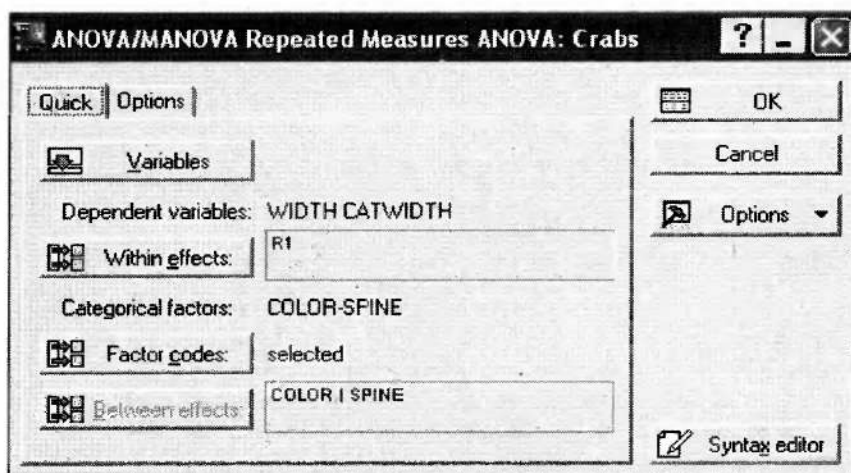 ANOVA/MANOVA Repeated Measures ANOVA: Crabs ? _ X
Quick Options
Variables
Dependent variables: WIDTH CATWIDTH
Within effects: R1
Categorical factors: COLOR-SPINE
Factor codes: selected
Between effects: COLOR | SPINE
OK
Cancel
Options
Syntax editor